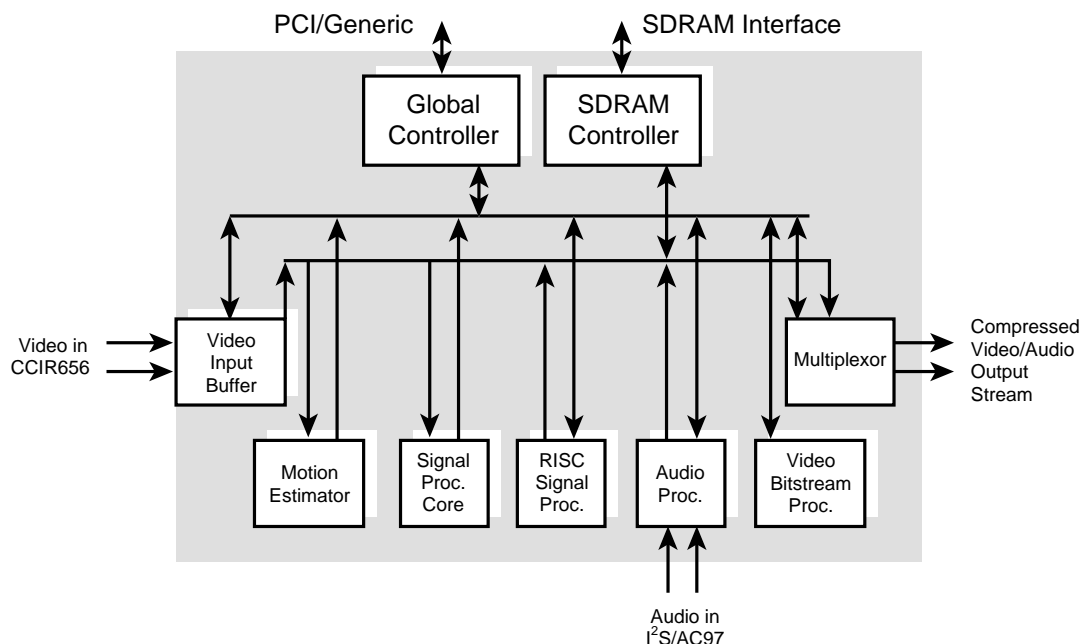 PCI/Generic
SDRAM Interface
Global
Controller
SDRAM
Controller
Video in
CCIR656
Video
Input
Buffer
Multiplexor
Compressed
Video/Audio
Output
Stream
Motion
Estimator
Signal
Proc.
Core
RISC
Signal
Proc.
Audio
Proc.
Video
Bitstream
Proc.
Audio in
I²S/AC97